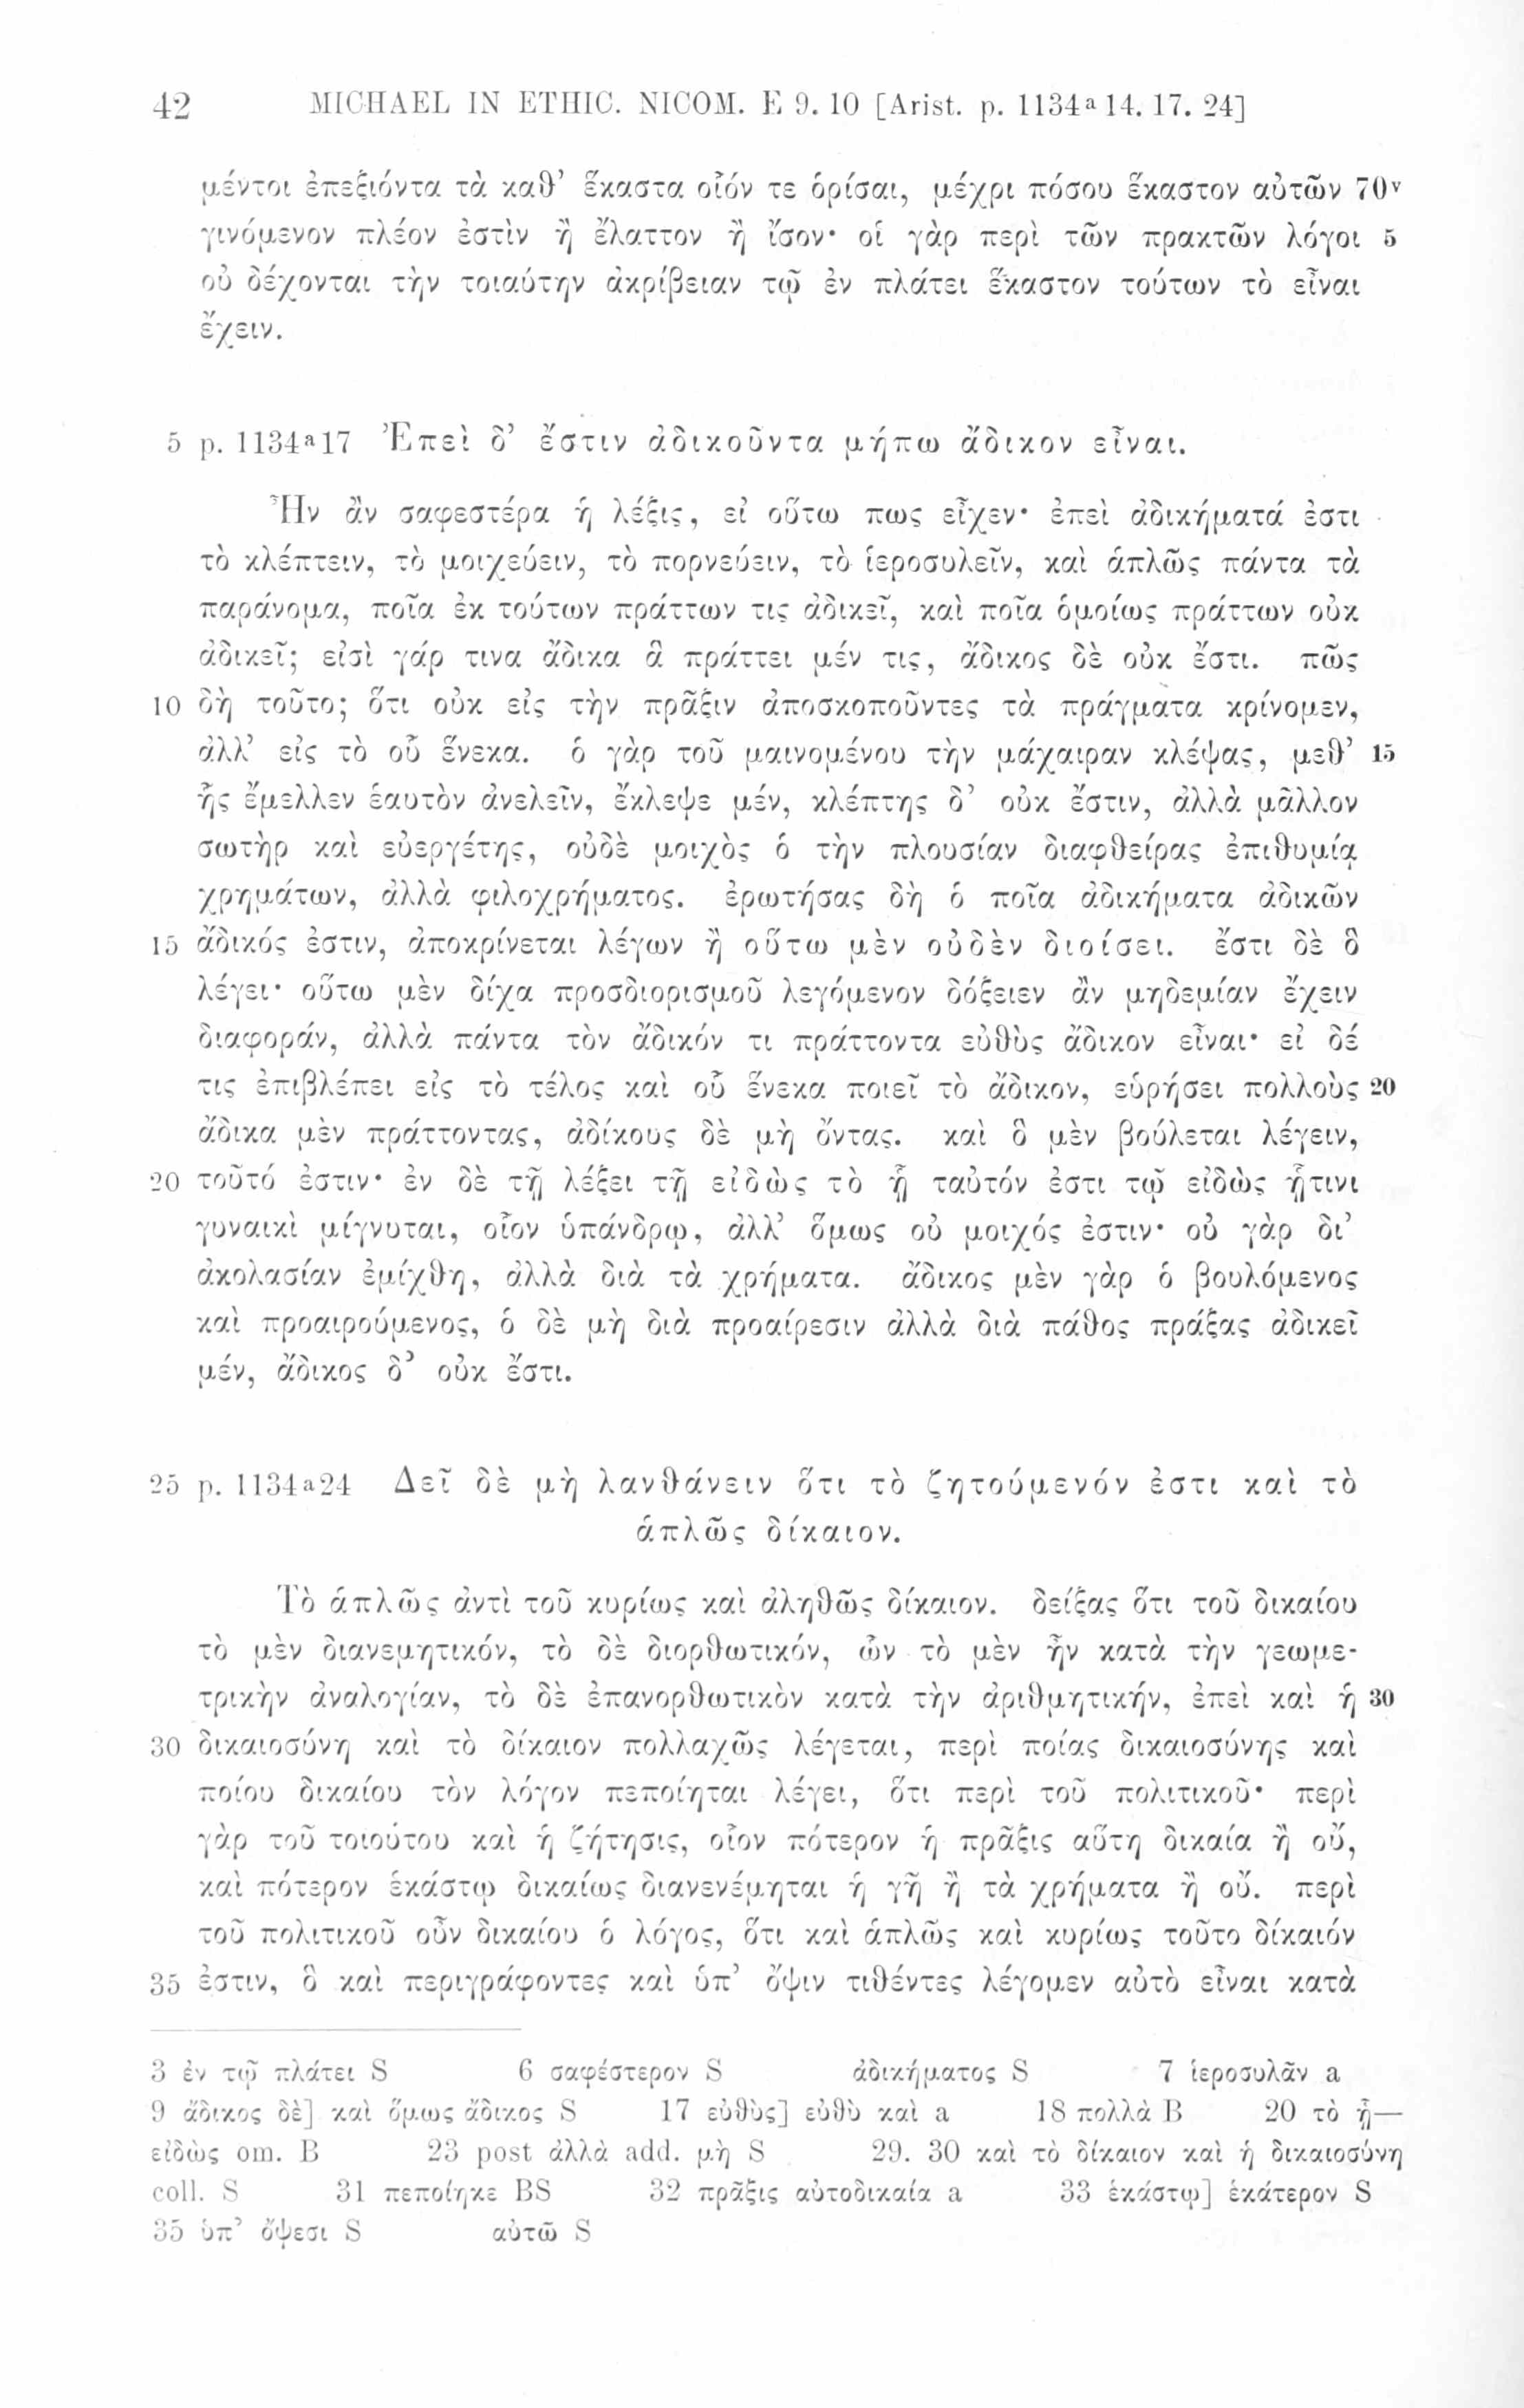 42 MICHAEL IN ETHIC. NICOM. E 9. 10 [Arist. p. 1134a 14. 17. 24]
μέντοι ἐπεξιόντα τὰ καθ’ ἕκαστα οἷόν τε ὁρίσαι, μέχρι πόσου ἕκαστον αὐτῶν 70v
γινόμενον πλέον ἐστὶν ἢ ἔλαττον ἢ ἴσον· οἱ γὰρ περὶ τῶν πρακτῶν λόγοι 5
οὐ δέχονται τὴν τοιαύτην ἀκρίβειαν τῷ ἐν πλάτει ἕκαστον τούτων τὸ εἶναι
ἔχειν.
5 p. 1134a17 Ἐπεὶ δ’ ἔστιν ἀδικοῦντα μήπω ἄδικον εἶναι.
Ἦν ἂν σαφεστέρα ἡ λέξις, εἰ οὕτω πως εἶχεν· ἐπεὶ ἀδικήματά ἐστι
τὸ κλέπτειν, τὸ μοιχεύειν, τὸ πορνεύειν, τὸ ἱεροσυλεῖν, καὶ ἁπλῶς πάντα τὰ
παράνομα, ποῖα ἐκ τούτων πράττων τις ἀδικεῖ, καὶ ποῖα ὁμοίως πράττων οὐκ
ἀδικεῖ; εἰσὶ γάρ τινα ἄδικα ἃ πράττει μέν τις, ἄδικος δὲ οὐκ ἔστι. πῶς
10 δὴ τοῦτο; ὅτι οὐκ εἰς τὴν πρᾶξιν ἀποσκοποῦντες τὰ πράγματα κρίνομεν,
ἀλλ’ εἰς τὸ οὗ ἕνεκα. ὁ γὰρ τοῦ μαινομένου τὴν μάχαιραν κλέψας, μεθ’ 15
ἧς ἔμελλεν ἑαυτὸν ἀνελεῖν, ἔκλεψε μέν, κλέπτης δ’ οὐκ ἔστιν, ἀλλὰ μᾶλλον
σωτὴρ καὶ εὐεργέτης, οὐδὲ μοιχὸς ὁ τὴν πλουσίαν διαφθείρας ἐπιθυμίᾳ
χρημάτων, ἀλλὰ φιλοχρήματος. ἐρωτήσας δὴ ὁ ποῖα ἀδικήματα ἀδικῶν
15 ἄδικός ἐστιν, ἀποκρίνεται λέγων ἢ οὕτω μὲν οὐδὲν διοίσει. ἔστι δὲ ὃ
λέγει· οὕτω μὲν δίχα προσδιορισμοῦ λεγόμενον δόξειεν ἂν μηδεμίαν ἔχειν
διαφοράν, ἀλλὰ πάντα τὸν ἄδικόν τι πράττοντα εὐθὺς ἄδικον εἶναι· εἰ δέ
τις ἐπιβλέπει εἰς τὸ τέλος καὶ οὗ ἕνεκα ποιεῖ τὸ ἄδικον, εὑρήσει πολλοὺς 20
ἄδικα μὲν πράττοντας, ἀδίκους δὲ μὴ ὄντας. καὶ ὃ μὲν βούλεται λέγειν,
20 τοῦτό ἐστιν· ἐν δὲ τῇ λέξει τῇ εἰδὼς τὸ ᾗ ταὐτόν ἐστι τῷ εἰδὼς ᾗτινι
γυναικὶ μίγνυται, οἷον ὑπάνδρῳ, ἀλλ’ ὅμως οὐ μοιχός ἐστιν· οὐ γὰρ δι’
ἀκολασίαν ἐμίχθη, ἀλλὰ διὰ τὰ χρήματα. ἄδικος μὲν γὰρ ὁ βουλόμενος
καὶ προαιρούμενος, ὁ δὲ μὴ διὰ προαίρεσιν ἀλλὰ διὰ πάθος πράξας ἀδικεῖ
μέν, ἄδικος δ’ οὐκ ἔστι.
25 p. 1134a24 Δεῖ δὲ μὴ λανθάνειν ὅτι τὸ ζητούμενόν ἐστι καὶ τὸ
ἁπλῶς δίκαιον.
Τὸ ἁπλῶς ἀντὶ τοῦ κυρίως καὶ ἀληθῶς δίκαιον. δείξας ὅτι τοῦ δικαίου
τὸ μὲν διανεμητικόν, τὸ δὲ διορθωτικόν, ὧν τὸ μὲν ἦν κατὰ τὴν γεωμε-
τρικὴν ἀναλογίαν, τὸ δὲ ἐπανορθωτικὸν κατὰ τὴν ἀριθμητικήν, ἐπεὶ καὶ ἡ 30
30 δικαιοσύνη καὶ τὸ δίκαιον πολλαχῶς λέγεται, περὶ ποίας δικαιοσύνης καὶ
ποίου δικαίου τὸν λόγον πεποίηται λέγει, ὅτι περὶ τοῦ πολιτικοῦ· περὶ
γὰρ τοῦ τοιούτου καὶ ἡ ζήτησις, οἷον πότερον ἡ πρᾶξις αὕτη δικαία ἢ οὔ,
καὶ πότερον ἑκάστῳ δικαίως διανενέμηται ἡ γῆ ἢ τὰ χρήματα ἢ οὔ. περὶ
τοῦ πολιτικοῦ οὖν δικαίου ὁ λόγος, ὅτι καὶ ἁπλῶς καὶ κυρίως τοῦτο δίκαιόν
35 ἐστιν, ὃ καὶ περιγράφοντες καὶ ὑπ’ ὄψιν τιθέντες λέγομεν αὐτὸ εἶναι κατὰ
3 ἐν τῷ πλάτει S 6 σαφέστερον S ἀδικήματος S 7 ἱεροσυλᾶν a
9 ἄδικος δὲ] καὶ ὅμως ἄδικος S 17 εὐθὺς] εὐθὺ καὶ a 18 πολλὰ B 20 τὸ ᾗ—
εἰδὼς om. B 23 post ἀλλὰ add. μὴ S 29. 30 καὶ τὸ δίκαιον καὶ ἡ δικαιοσύνη
coll. S 31 πεποίηκε BS 32 πρᾶξις αὐτοδικαία a 33 ἑκάστῳ] ἑκάτερον S
35 ὑπ’ ὄψεσι S αὐτῶ S